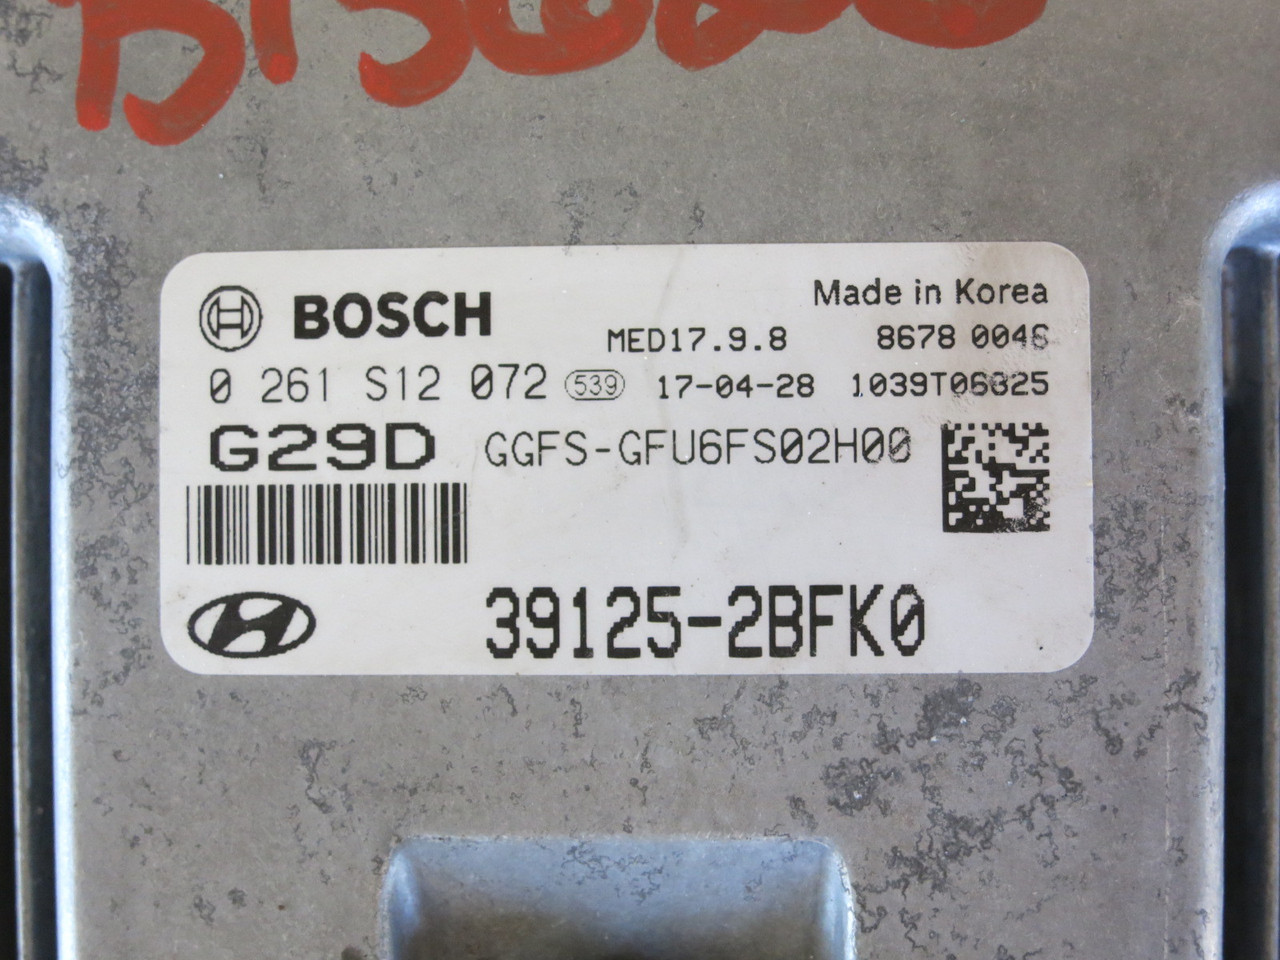 BOSCH
Made in Korea
MED17.9.8
8678 0046
0 261 S12 072
539
17-04-28
1039T06325
G29D
GGFS-GFU6FS02H00
39125-2BFK0